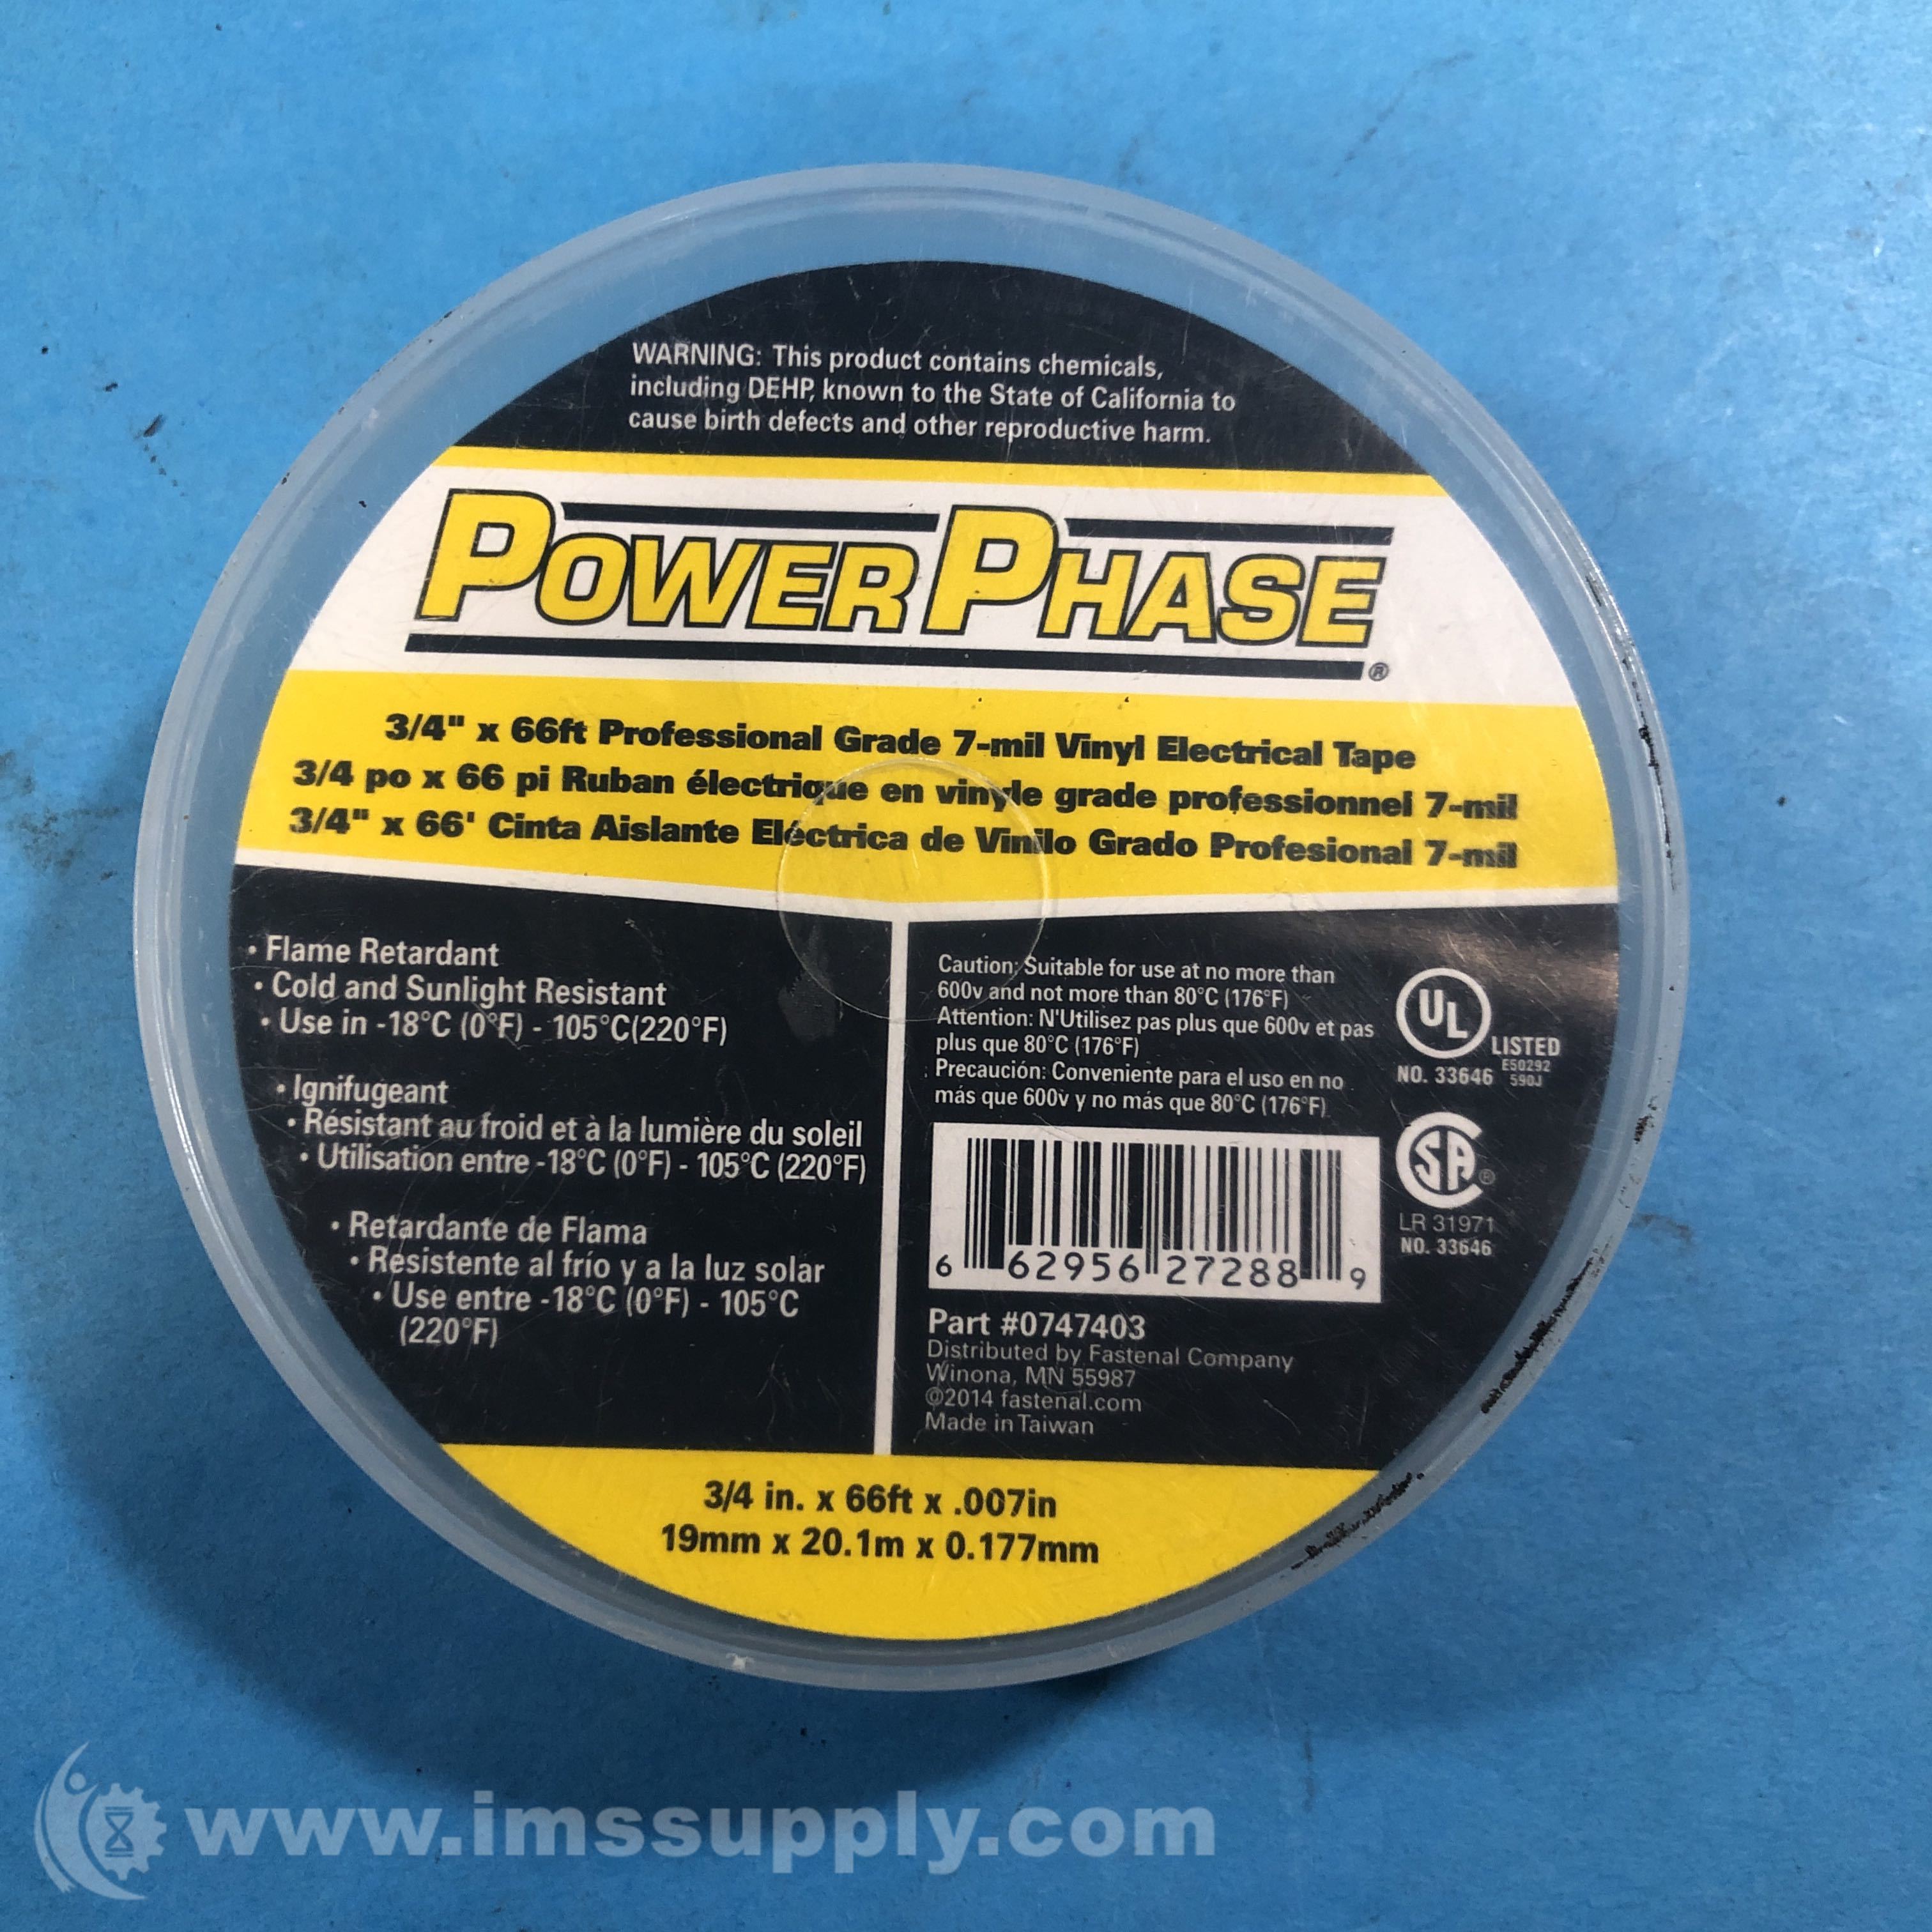 WARNING: This product contains chemicals,
including DEHP, known to the State of California to
cause birth defects and other reproductive harm.
POWERPHASE®
3/4" x 66ft Professional Grade 7-mil Vinyl Electrical Tape
3/4 po x 66 pi Ruban électrique en vinyle grade professionnel 7-mil
3/4" x 66' Cinta Aislante Eléctrica de Vinilo Grado Profesional 7-mil
• Flame Retardant
• Cold and Sunlight Resistant
• Use in -18°C (0°F) - 105°C(220°F)
• Ignifugeant
• Résistant au froid et à la lumière du soleil
• Utilisation entre -18°C (0°F) - 105°C (220°F)
• Retardante de Flama
• Resistente al frío y a la luz solar
• Use entre -18°C (0°F) - 105°C
(220°F)
Caution: Suitable for use at no more than
600v and not more than 80°C (176°F)
Attention: N'Utilisez pas plus que 600v et pas
plus que 80°C (176°F)
Precaución: Conveniente para el uso en no
más que 600v y no más que 80°C (176°F)
UL
LISTED
E50292
NO. 33646 590J
SA®
LR 31971
NO. 33646
6 62956 27288 9
Part #0747403
Distributed by Fastenal Company
Winona, MN 55987
©2014 fastenal.com
Made in Taiwan
3/4 in. x 66ft x .007in
19mm x 20.1m x 0.177mm
www.imssupply.com